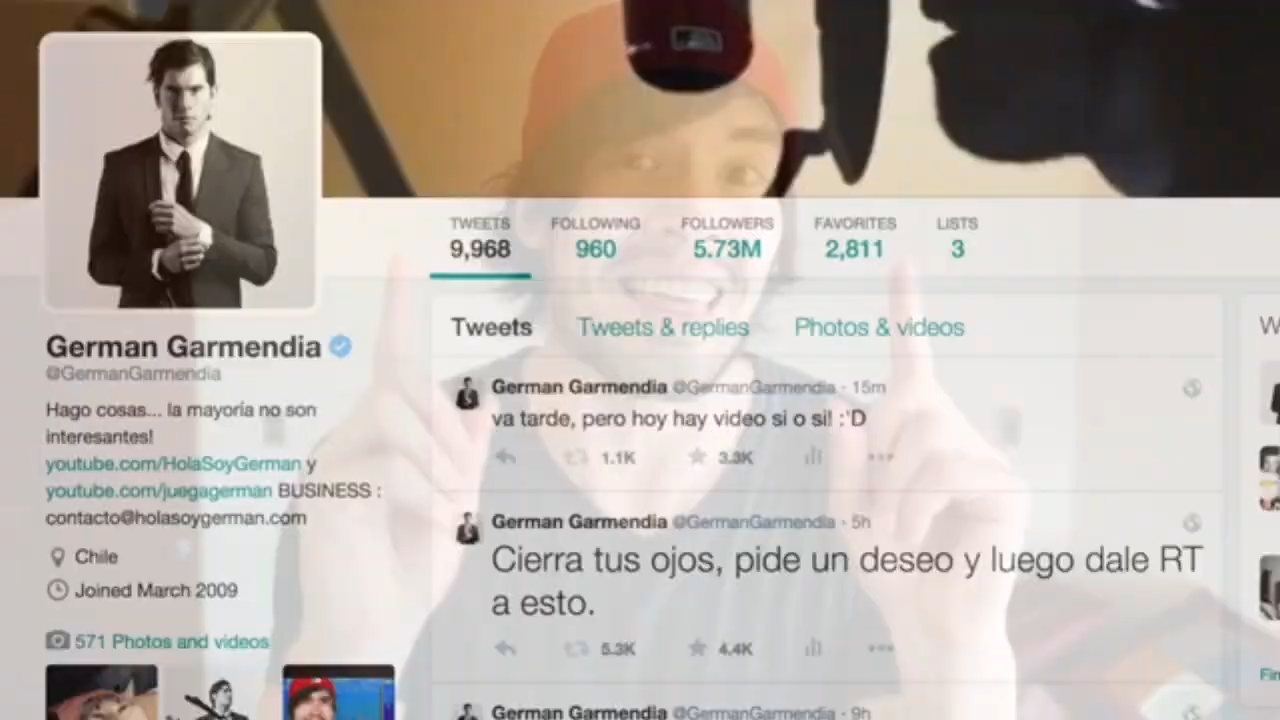 TWEETS FOLLOWING FOLLOWERS FAVORITES LISTS
9,968 960 5.73M 2,811 3
German Garmendia
@GermanGarmendia
Hago cosas... la mayoría no son
interesantes!
youtube.com/HolaSoyGerman y
youtube.com/juegagerman BUSINESS :
contacto@holasoygerman.com
Chile
Joined March 2009
571 Photos and videos
Tweets Tweets & replies Photos & videos
German Garmendia @GermanGarmendia · 15m
va tarde, pero hoy hay video si o si! :'D
1.1K 3.3K
German Garmendia @GermanGarmendia · 5h
Cierra tus ojos, pide un deseo y luego dale RT
a esto.
5.3K 4.4K
German Garmendia @GermanGarmendia · 9h